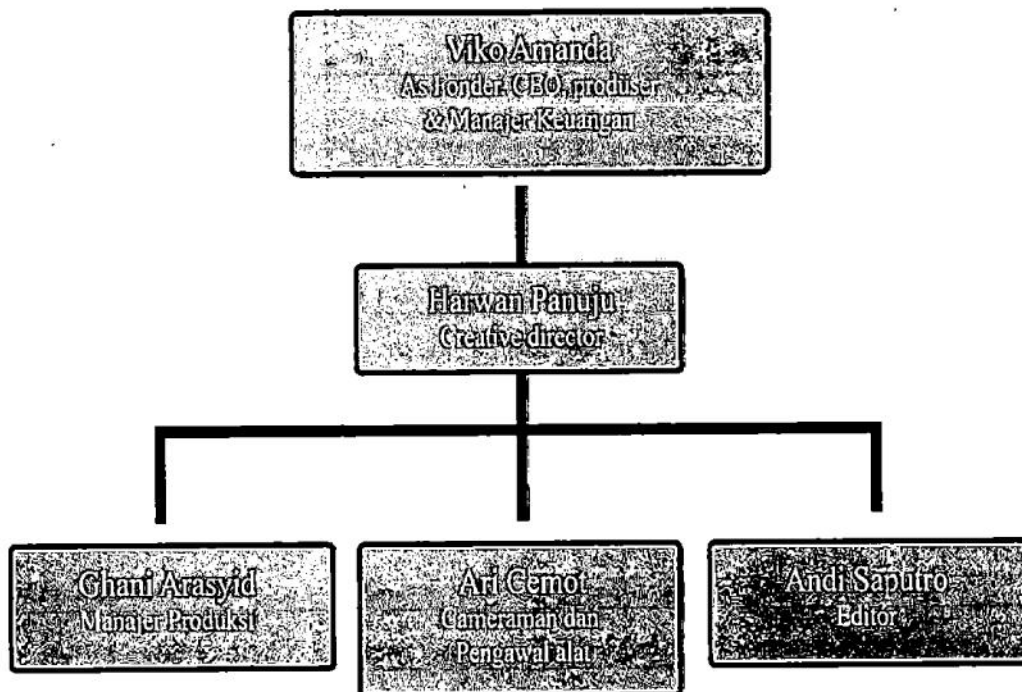 Viko Amanda
As Fonder, CEO, produser
& Manajer Keuangan
Harwan Panuju
Creative director
Ghani Arasyid
Manajer Produksi
Ari Cemot
Cameraman dan
Pengawal alat
Andi Saputro
Editor